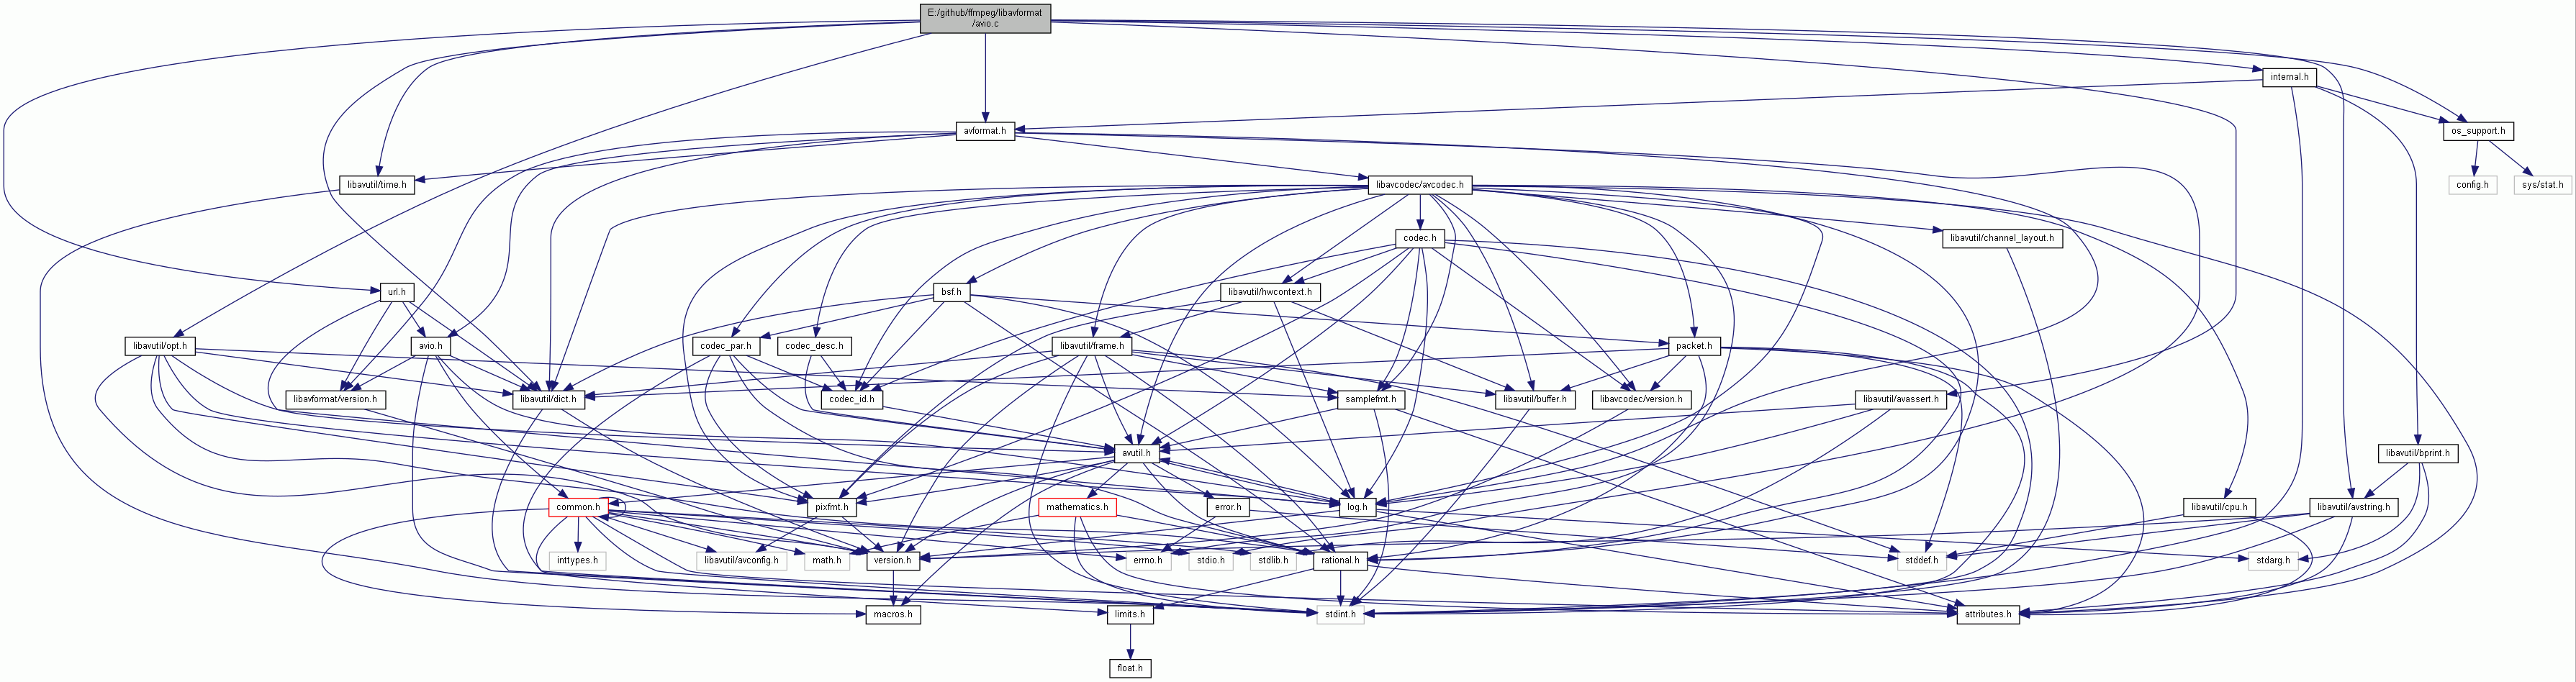 E:/github/ffmpeg/libavformat
/avio.c
internal.h
avformat.h
os_support.h
libavutil/time.h
libavcodec/avcodec.h
config.h
sys/stat.h
codec.h
libavutil/channel_layout.h
url.h
bsf.h
libavutil/hwcontext.h
libavutil/opt.h
avio.h
codec_par.h
codec_desc.h
libavutil/frame.h
packet.h
libavformat/version.h
libavutil/dict.h
codec_id.h
samplefmt.h
libavutil/buffer.h
libavcodec/version.h
libavutil/avassert.h
avutil.h
libavutil/bprint.h
common.h
pixfmt.h
mathematics.h
error.h
log.h
libavutil/cpu.h
libavutil/avstring.h
inttypes.h
libavutil/avconfig.h
math.h
version.h
errno.h
stdio.h
stdlib.h
rational.h
stddef.h
stdarg.h
macros.h
limits.h
stdint.h
attributes.h
float.h